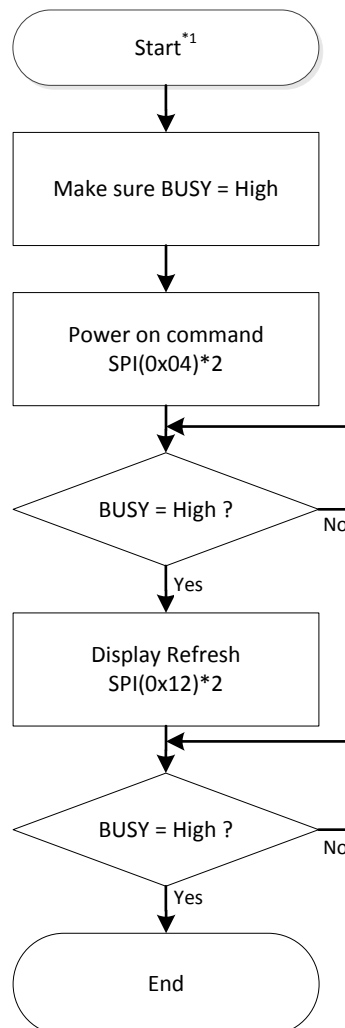 Start*1
Make sure BUSY = High
Power on command
SPI(0x04)*2
BUSY = High ?
No
Yes
Display Refresh
SPI(0x12)*2
BUSY = High ?
No
Yes
End